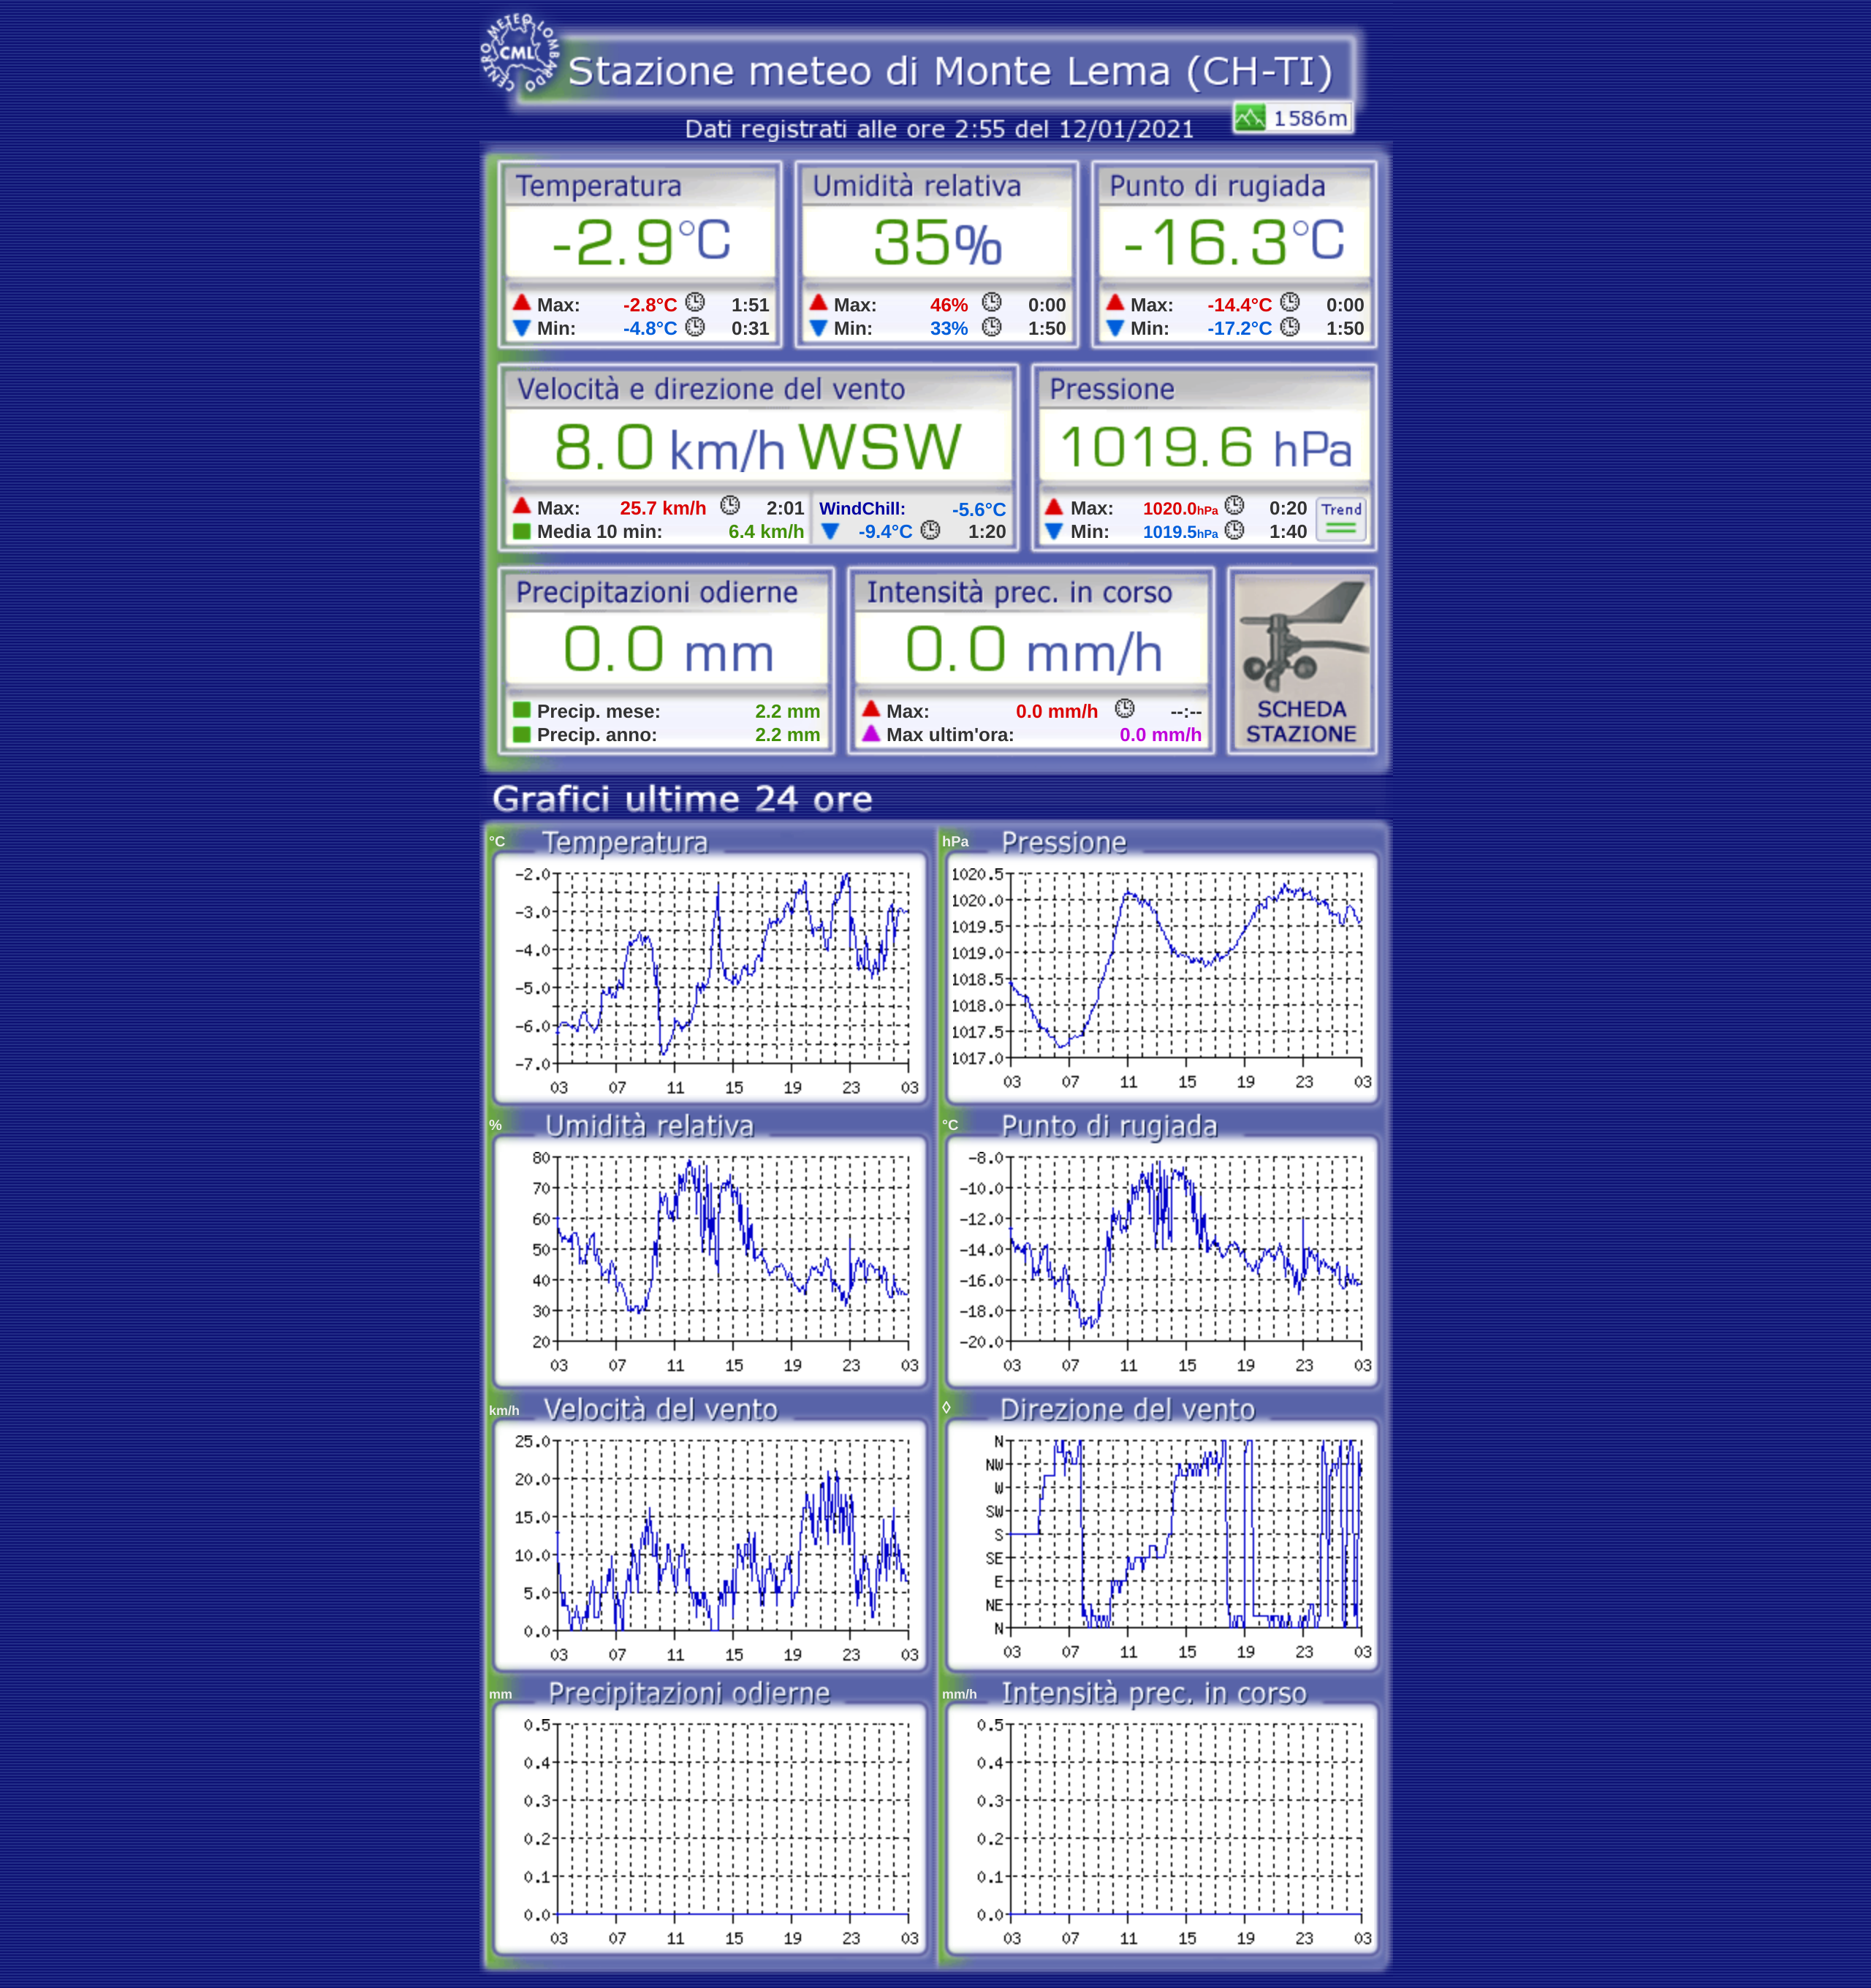 CENTRO METEO LOMBARDO
CML
Stazione meteo di Monte Lema (CH-TI)
1586m
Dati registrati alle ore 2:55 del 12/01/2021
Temperatura
-2.9°C
Max: -2.8°C 1:51
Min: -4.8°C 0:31
Umidità relativa
35%
Max: 46% 0:00
Min: 33% 1:50
Punto di rugiada
-16.3°C
Max: -14.4°C 0:00
Min: -17.2°C 1:50
Velocità e direzione del vento
8.0 km/h WSW
Max: 25.7 km/h 2:01
Media 10 min: 6.4 km/h
WindChill: -5.6°C
-9.4°C 1:20
Pressione
1019.6 hPa
Max: 1020.0hPa 0:20
Min: 1019.5hPa 1:40
Trend
Precipitazioni odierne
0.0 mm
Precip. mese: 2.2 mm
Precip. anno: 2.2 mm
Intensità prec. in corso
0.0 mm/h
Max: 0.0 mm/h --:--
Max ultim'ora: 0.0 mm/h
SCHEDA
STAZIONE
Grafici ultime 24 ore
°C Temperatura
-2.0
-3.0
-4.0
-5.0
-6.0
-7.0
03 07 11 15 19 23 03
hPa Pressione
1020.5
1020.0
1019.5
1019.0
1018.5
1018.0
1017.5
1017.0
03 07 11 15 19 23 03
% Umidità relativa
80
70
60
50
40
30
20
03 07 11 15 19 23 03
°C Punto di rugiada
-8.0
-10.0
-12.0
-14.0
-16.0
-18.0
-20.0
03 07 11 15 19 23 03
km/h Velocità del vento
25.0
20.0
15.0
10.0
5.0
0.0
03 07 11 15 19 23 03
◊ Direzione del vento
N
NW
W
SW
S
SE
E
NE
N
03 07 11 15 19 23 03
mm Precipitazioni odierne
0.5
0.4
0.3
0.2
0.1
0.0
03 07 11 15 19 23 03
mm/h Intensità prec. in corso
0.5
0.4
0.3
0.2
0.1
0.0
03 07 11 15 19 23 03